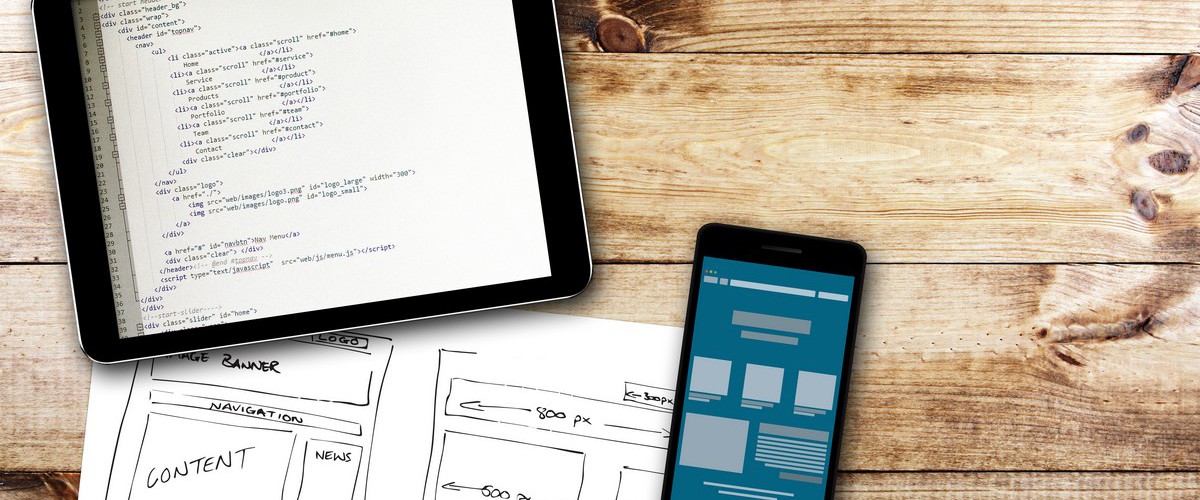 <!-- start header
<div class="header_bg">
<div class="wrap">
<div id="content">
<header id="topnav">
<nav>
<ul>
<li class="active"><a class="scroll" href="#home">
Home </a></li>
<li><a class="scroll" href="#service">
Service </a></li>
<li><a class="scroll" href="#product">
Products </a></li>
<li><a class="scroll" href="#portfolio">
Portfolio </a></li>
<li><a class="scroll" href="#team">
Team </a></li>
<li><a class="scroll" href="#contact">
Contact </a></li>
<div class="clear"></div>
</ul>
</nav>
<div class="logo">
<a href="./">
<img src="web/images/logo3.png" id="logo_large" width="300">
<img src="web/images/logo.png" id="logo_small">
</a>
</div>
<a href="#" id="navbtn">Nav Menu</a>
<div class="clear"> </div>
</header><!-- @end #topnav -->
<script type="text/javascript" src="web/js/menu.js"></script>
</div>
</div>
</div>
<!--start-slider---->
<div class="slider" id="home">
LOGO
IMAGE BANNER
NAVIGATION
CONTENT
NEWS
300px
800 px
600 px